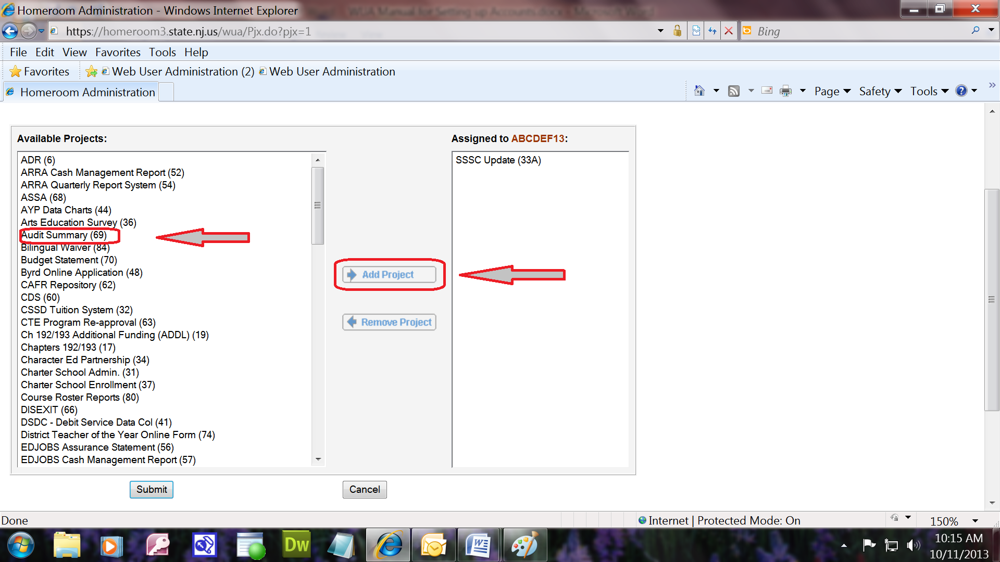 Homeroom Administration - Windows Internet Explorer
https://homeroom3.state.nj.us/wua/Pjx.do?pjx=1
Bing
File Edit View Favorites Tools Help
Favorites Web User Administration (2) Web User Administration
Homeroom Administration
Page Safety Tools
Available Projects:
ADR (6)
ARRA Cash Management Report (52)
ARRA Quarterly Report System (54)
ASSA (68)
AYP Data Charts (44)
Arts Education Survey (36)
Audit Summary (69)
Bilingual Waiver (84)
Budget Statement (70)
Byrd Online Application (48)
CAFR Repository (62)
CDS (60)
CSSD Tuition System (32)
CTE Program Re-approval (63)
Ch 192/193 Additional Funding (ADDL) (19)
Chapters 192/193 (17)
Character Ed Partnership (34)
Charter School Admin. (31)
Charter School Enrollment (37)
Course Roster Reports (80)
DISEXIT (66)
DSDC - Debit Service Data Col (41)
District Teacher of the Year Online Form (74)
EDJOBS Assurance Statement (56)
EDJOBS Cash Management Report (57)
Add Project
Remove Project
Assigned to ABCDEF13:
SSSC Update (33A)
Submit
Cancel
Done
Internet | Protected Mode: On
150%
Dw
10:15 AM
10/11/2013